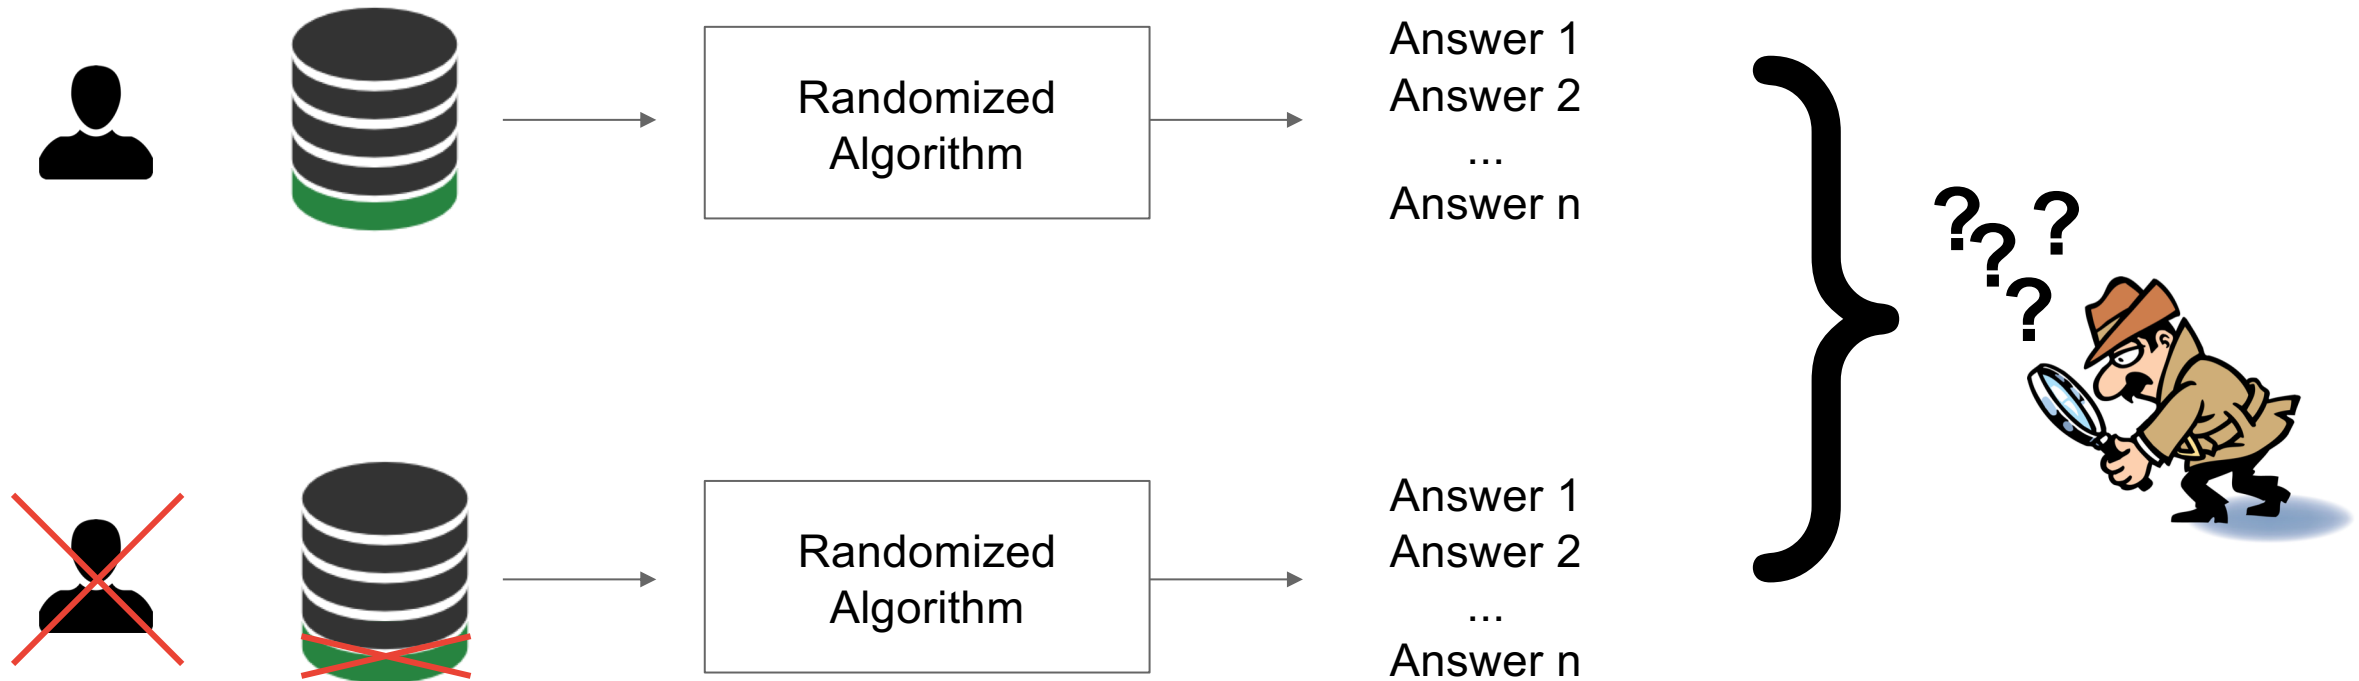 Randomized
Algorithm
Answer 1
Answer 2
...
Answer n
? ? ? ?
Randomized
Algorithm
Answer 1
Answer 2
...
Answer n